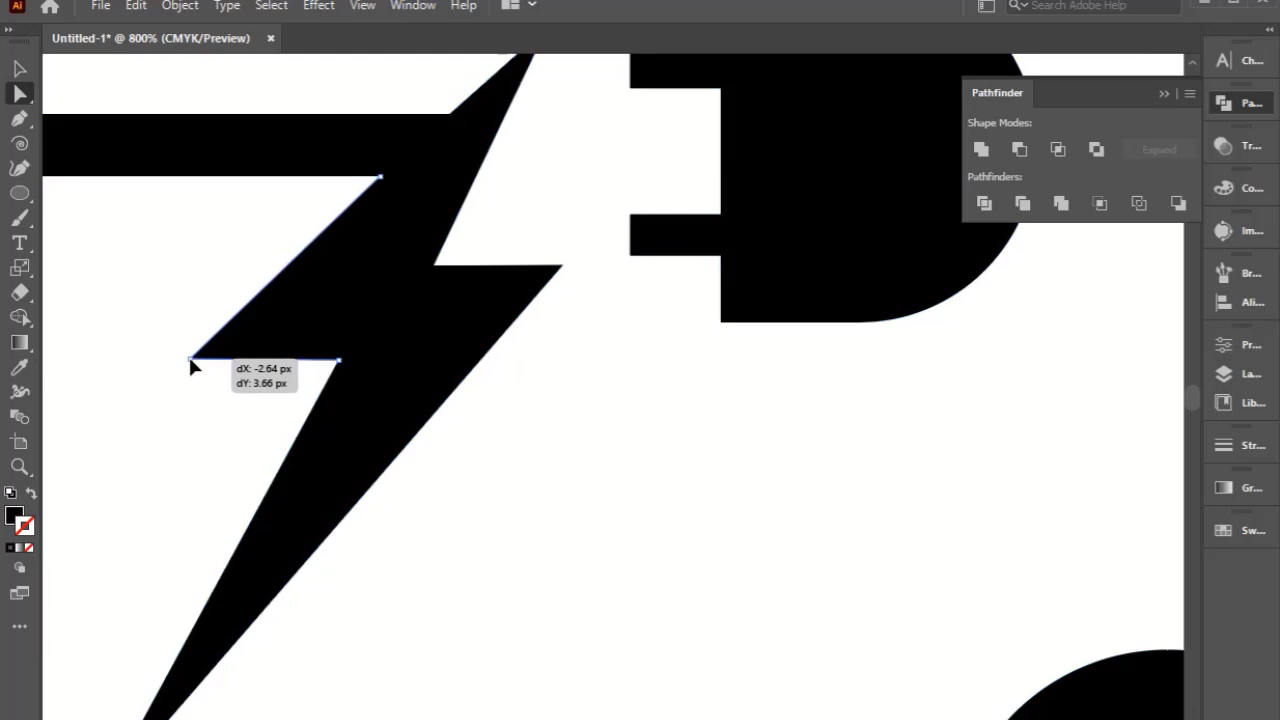 Ai File Edit Object Type Select Effect View Window Help Search Adobe Help
Untitled-1* @ 800% (CMYK/Preview) ×
Pathfinder
Shape Modes:
Expand
Pathfinders:
dX: -2.64 px
dY: 3.66 px
A Ch...
Pa...
Tr...
Co...
Im...
Br...
Ali...
Pr...
La...
Lib...
Str...
Gr...
Sw...